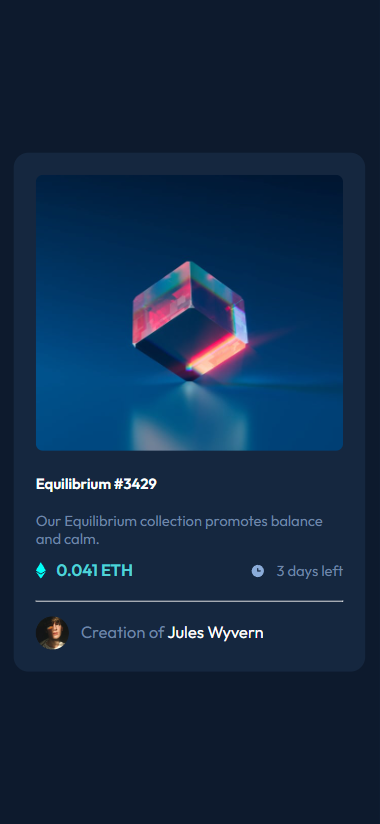 Equilibrium #3429
Our Equilibrium collection promotes balance
and calm.
0.041 ETH
3 days left
Creation of Jules Wyvern